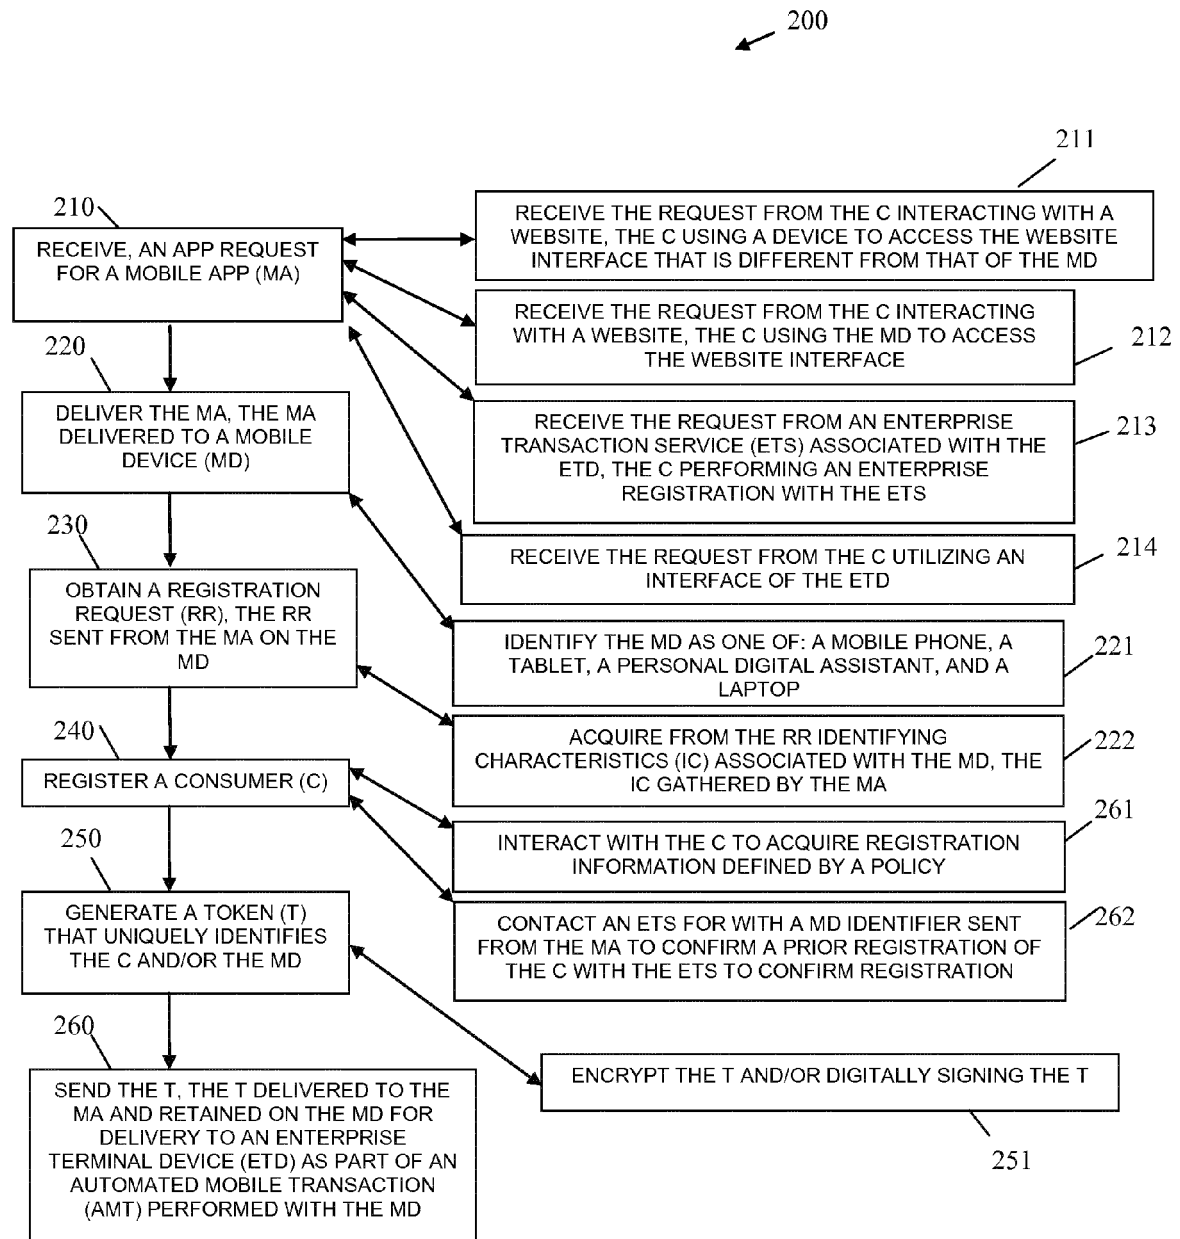 200
211
210
RECEIVE THE REQUEST FROM THE C INTERACTING WITH A
WEBSITE, THE C USING A DEVICE TO ACCESS THE WEBSITE
INTERFACE THAT IS DIFFERENT FROM THAT OF THE MD
RECEIVE, AN APP REQUEST
FOR A MOBILE APP (MA)
RECEIVE THE REQUEST FROM THE C INTERACTING
WITH A WEBSITE, THE C USING THE MD TO ACCESS
THE WEBSITE INTERFACE
212
220
DELIVER THE MA, THE MA
DELIVERED TO A MOBILE
DEVICE (MD)
RECEIVE THE REQUEST FROM AN ENTERPRISE
TRANSACTION SERVICE (ETS) ASSOCIATED WITH THE
ETD, THE C PERFORMING AN ENTERPRISE
REGISTRATION WITH THE ETS
213
230
RECEIVE THE REQUEST FROM THE C UTILIZING AN
INTERFACE OF THE ETD
214
OBTAIN A REGISTRATION
REQUEST (RR), THE RR
SENT FROM THE MA ON THE
MD
IDENTIFY THE MD AS ONE OF: A MOBILE PHONE, A
TABLET, A PERSONAL DIGITAL ASSISTANT, AND A
LAPTOP
221
240
ACQUIRE FROM THE RR IDENTIFYING
CHARACTERISTICS (IC) ASSOCIATED WITH THE MD, THE
IC GATHERED BY THE MA
222
REGISTER A CONSUMER (C)
261
250
INTERACT WITH THE C TO ACQUIRE REGISTRATION
INFORMATION DEFINED BY A POLICY
GENERATE A TOKEN (T)
THAT UNIQUELY IDENTIFIES
THE C AND/OR THE MD
CONTACT AN ETS FOR WITH A MD IDENTIFIER SENT
FROM THE MA TO CONFIRM A PRIOR REGISTRATION OF
THE C WITH THE ETS TO CONFIRM REGISTRATION
262
260
SEND THE T, THE T DELIVERED TO THE
MA AND RETAINED ON THE MD FOR
DELIVERY TO AN ENTERPRISE
TERMINAL DEVICE (ETD) AS PART OF AN
AUTOMATED MOBILE TRANSACTION
(AMT) PERFORMED WITH THE MD
ENCRYPT THE T AND/OR DIGITALLY SIGNING THE T
251